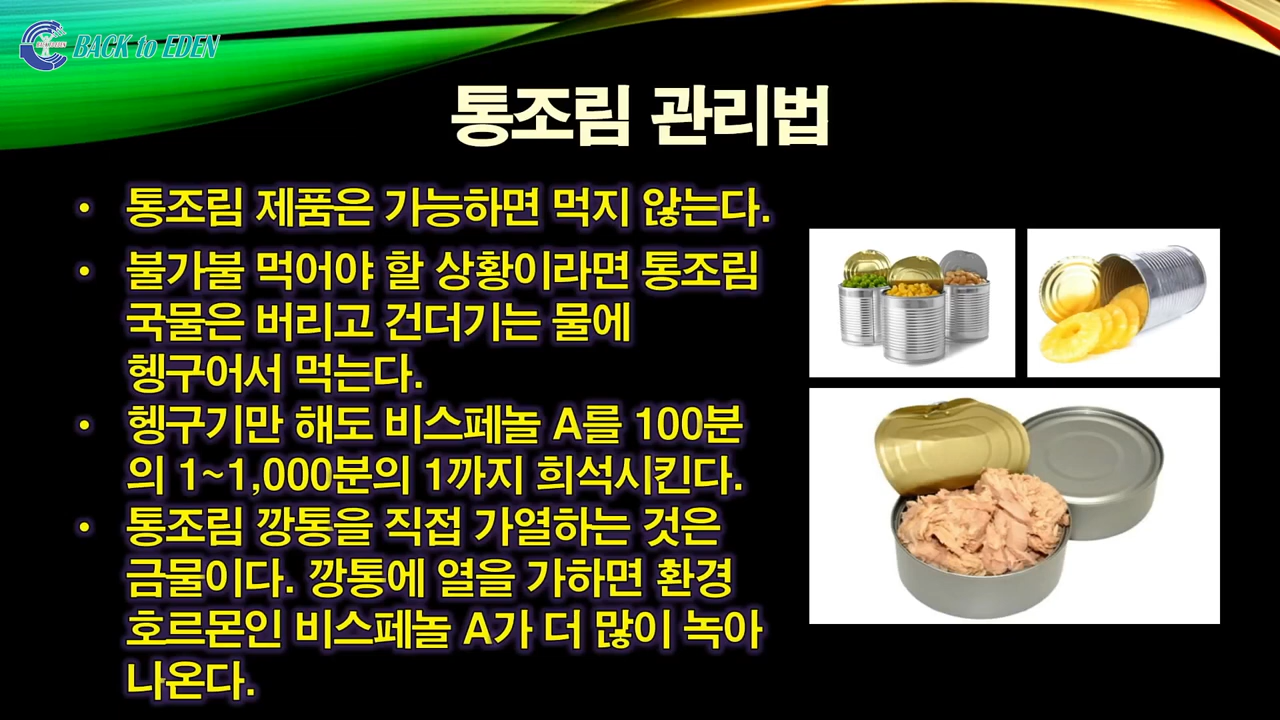 BACK to EDEN
통조림 관리법
• 통조림 제품은 가능하면 먹지 않는다.
• 불가불 먹어야 할 상황이라면 통조림
국물은 버리고 건더기는 물에
헹구어서 먹는다.
• 헹구기만 해도 비스페놀 A를 100분
의 1~1,000분의 1까지 희석시킨다.
• 통조림 깡통을 직접 가열하는 것은
금물이다. 깡통에 열을 가하면 환경
호르몬인 비스페놀 A가 더 많이 녹아
나온다.